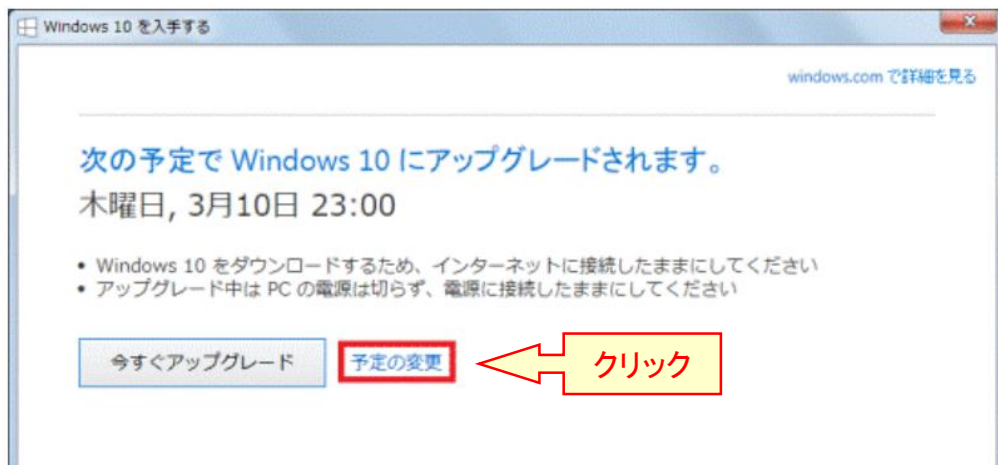 Windows 10 を入手する
windows.com で詳細を見る
次の予定で Windows 10 にアップグレードされます。
木曜日, 3月10日 23:00
• Windows 10 をダウンロードするため、インターネットに接続したままにしてください
• アップグレード中は PC の電源は切らず、電源に接続したままにしてください
今すぐアップグレード 予定の変更 クリック